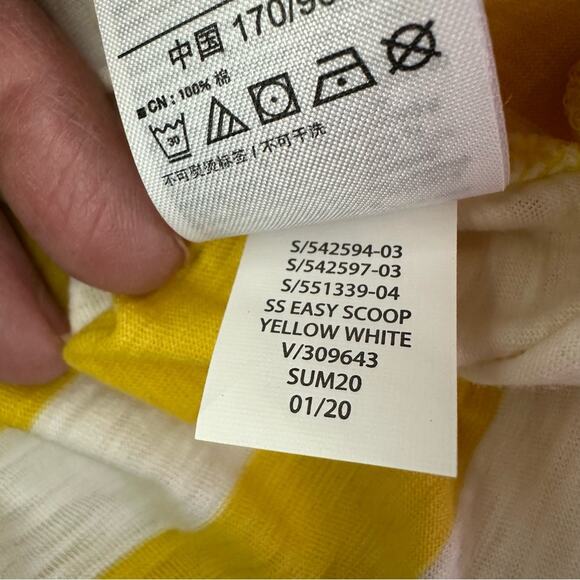 中国 170/
■CN: 100% 棉
30
不可熨烫标签 / 不可干洗
S/542594-03
S/542597-03
S/551339-04
SS EASY SCOOP
YELLOW WHITE
V/309643
SUM20
01/20